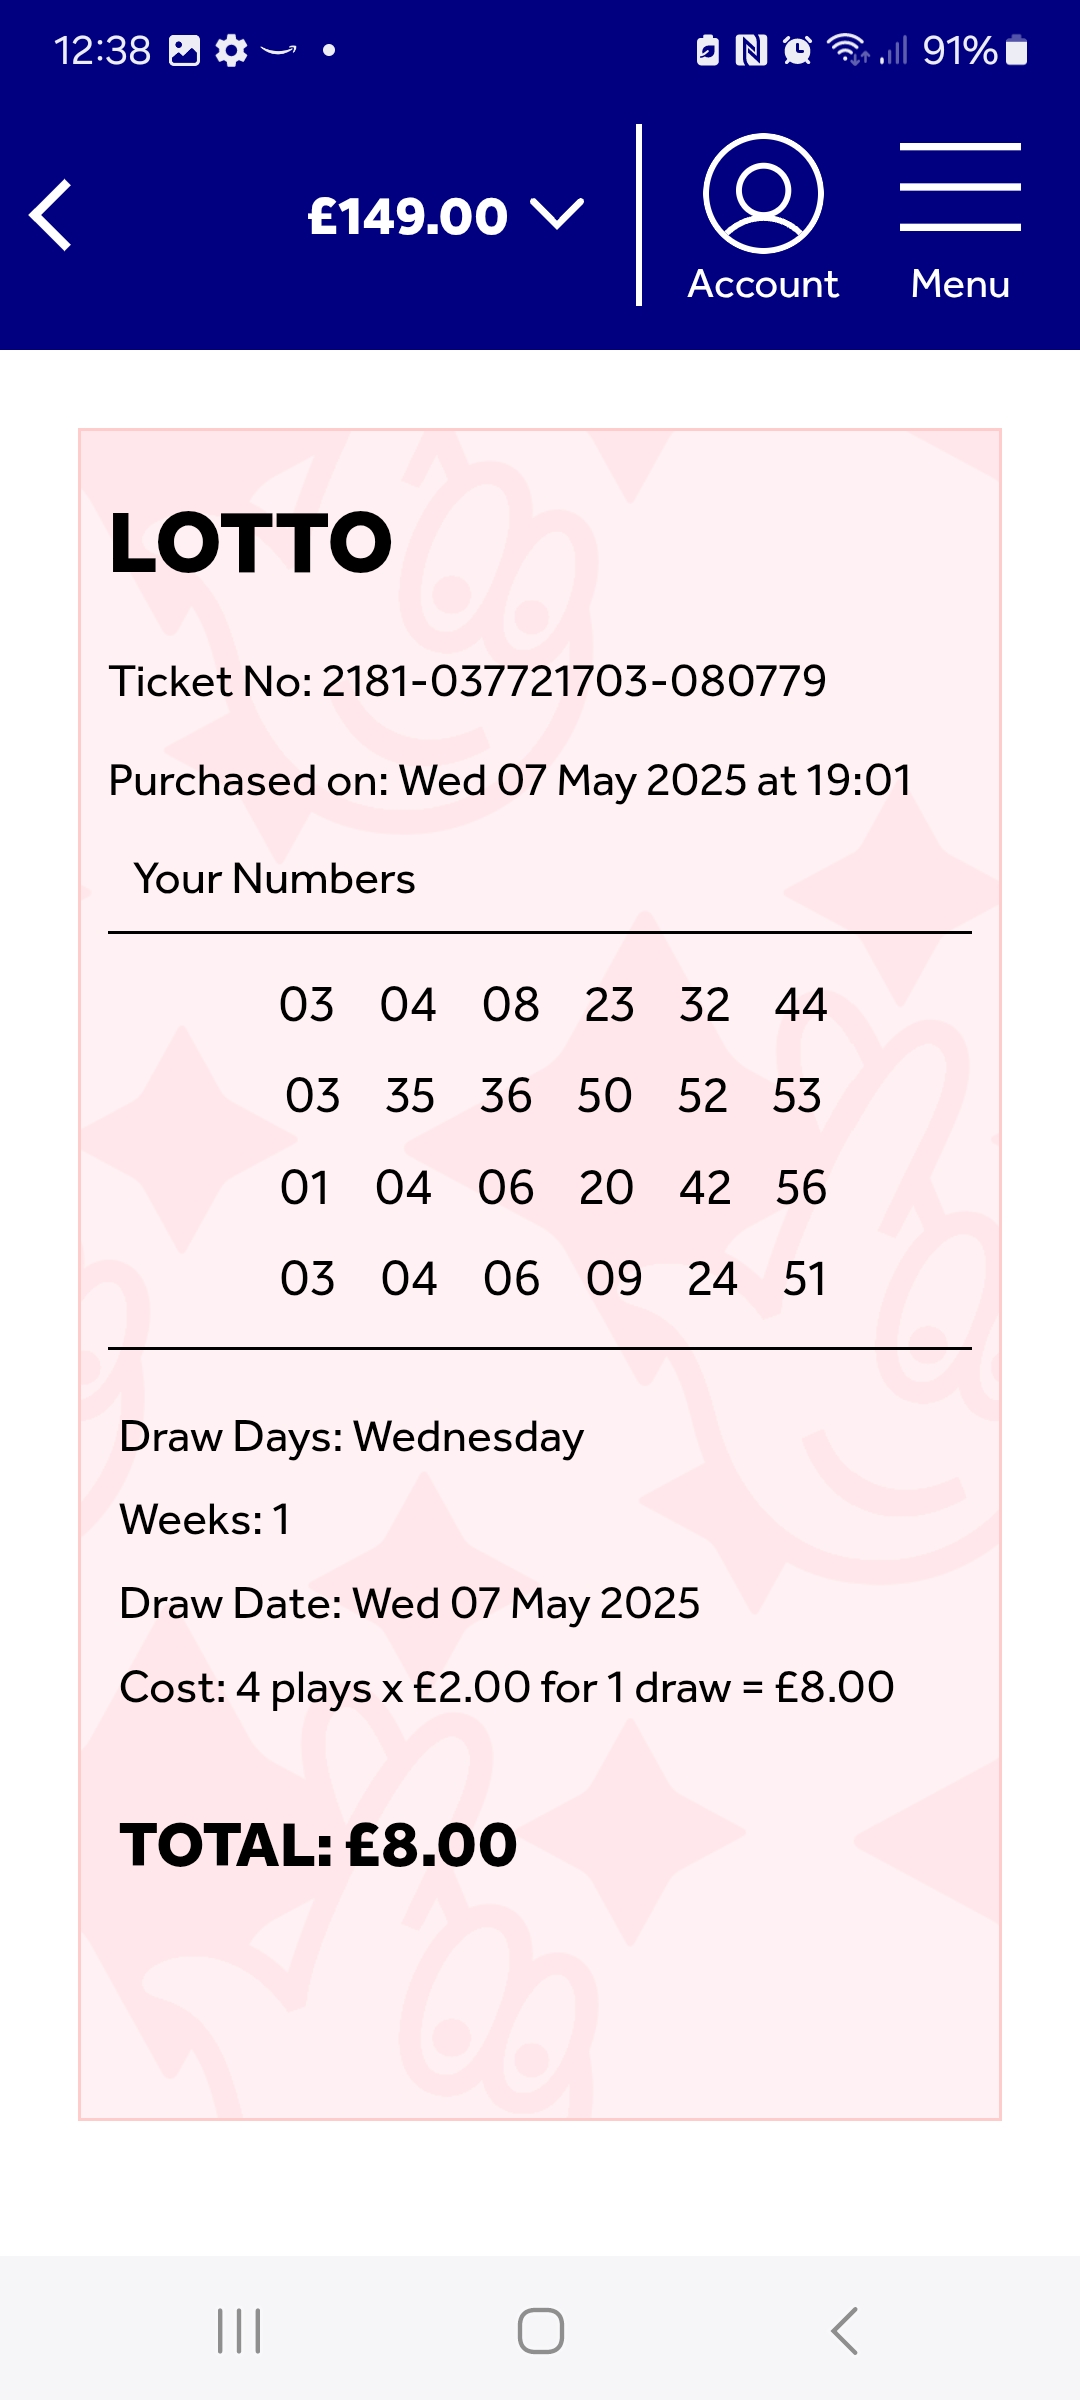 12:38 91%
£149.00
Account Menu
LOTTO
Ticket No: 2181-037721703-080779
Purchased on: Wed 07 May 2025 at 19:01
Your Numbers
03 04 08 23 32 44
03 35 36 50 52 53
01 04 06 20 42 56
03 04 06 09 24 51
Draw Days: Wednesday
Weeks: 1
Draw Date: Wed 07 May 2025
Cost: 4 plays x £2.00 for 1 draw = £8.00
TOTAL: £8.00